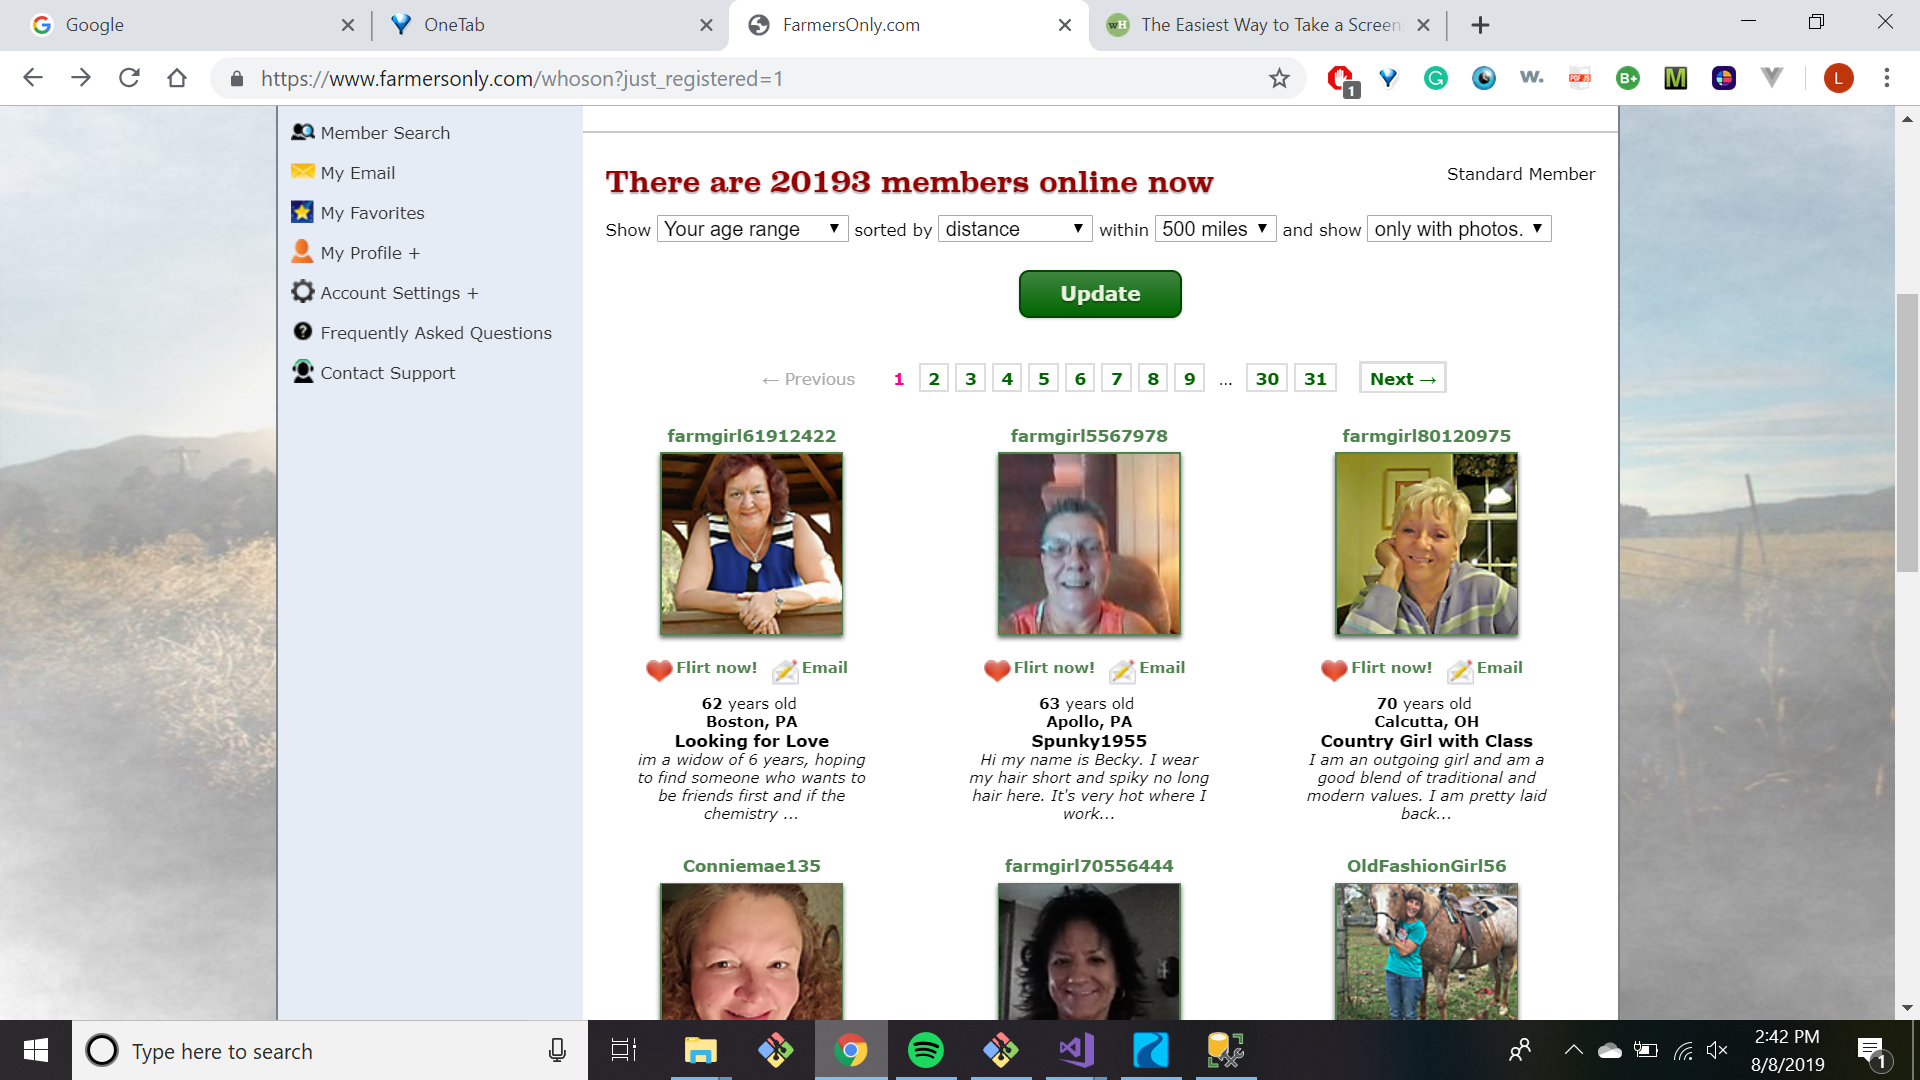 Google
OneTab
FarmersOnly.com
The Easiest Way to Take a Screen
https://www.farmersonly.com/whoson?just_registered=1
1
W.
B+
M
L
Member Search
My Email
My Favorites
My Profile +
Account Settings +
Frequently Asked Questions
Contact Support
There are 20193 members online now
Standard Member
Show Your age range sorted by distance within 500 miles and show only with photos.
Update
← Previous 1 2 3 4 5 6 7 8 9 ... 30 31 Next →
farmgirl61912422
Flirt now! Email
62 years old
Boston, PA
Looking for Love
im a widow of 6 years, hoping
to find someone who wants to
be friends first and if the
chemistry ...
farmgirl5567978
Flirt now! Email
63 years old
Apollo, PA
Spunky1955
Hi my name is Becky. I wear
my hair short and spiky no long
hair here. It's very hot where I
work...
farmgirl80120975
Flirt now! Email
70 years old
Calcutta, OH
Country Girl with Class
I am an outgoing girl and am a
good blend of traditional and
modern values. I am pretty laid
back...
Conniemae135
farmgirl70556444
OldFashionGirl56
Type here to search
2:42 PM
8/8/2019
1